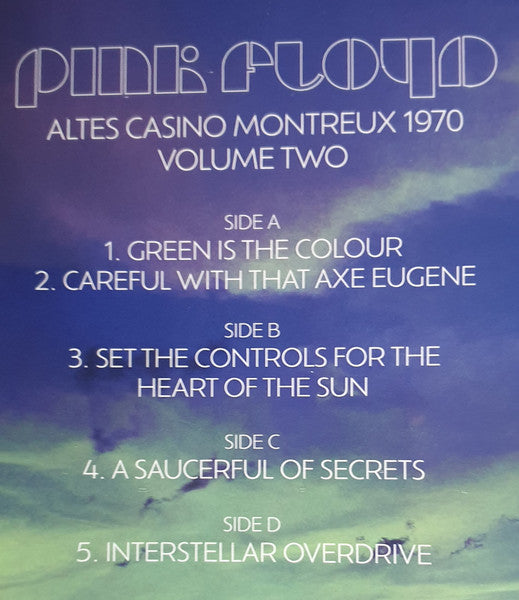 PINK FLOYD
ALTES CASINO MONTREUX 1970
VOLUME TWO
SIDE A
1. GREEN IS THE COLOUR
2. CAREFUL WITH THAT AXE EUGENE
SIDE B
3. SET THE CONTROLS FOR THE
HEART OF THE SUN
SIDE C
4. A SAUCERFUL OF SECRETS
SIDE D
5. INTERSTELLAR OVERDRIVE